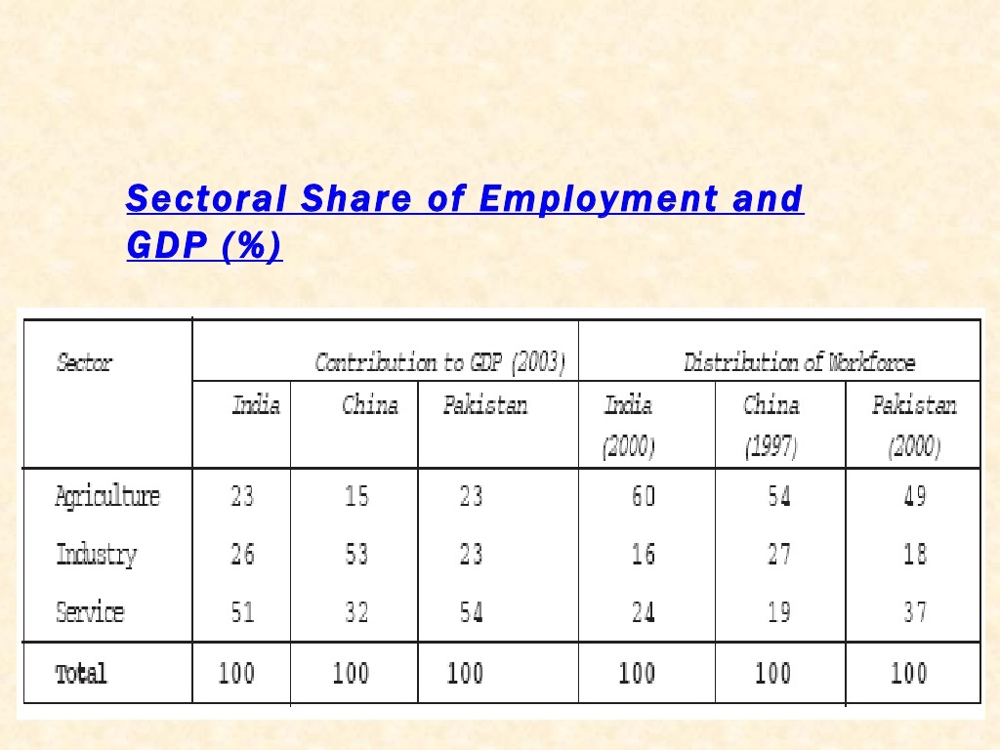 Sectoral Share of Employment and
GDP (%)
Sector Contribution to GDP (2003) Distribution of Workforce
India China Pakistan India China Pakistan
(2000) (1997) (2000)
Agriculture 23 15 23 60 54 49
Industry 26 53 23 16 27 18
Service 51 32 54 24 19 37
Total 100 100 100 100 100 100